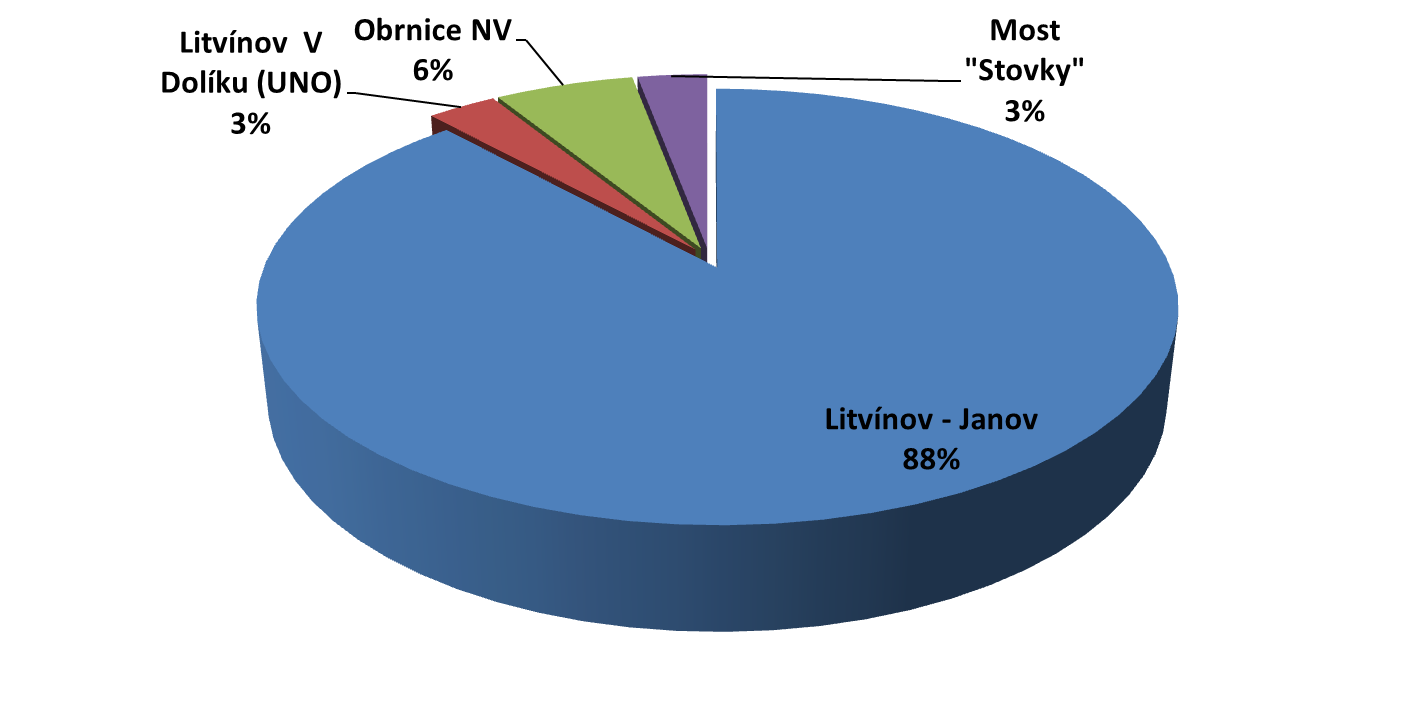 Litvínov V
Dolíku (UNO)
3%
Obrnice NV
6%
Most
"Stovky"
3%
Litvínov - Janov
88%